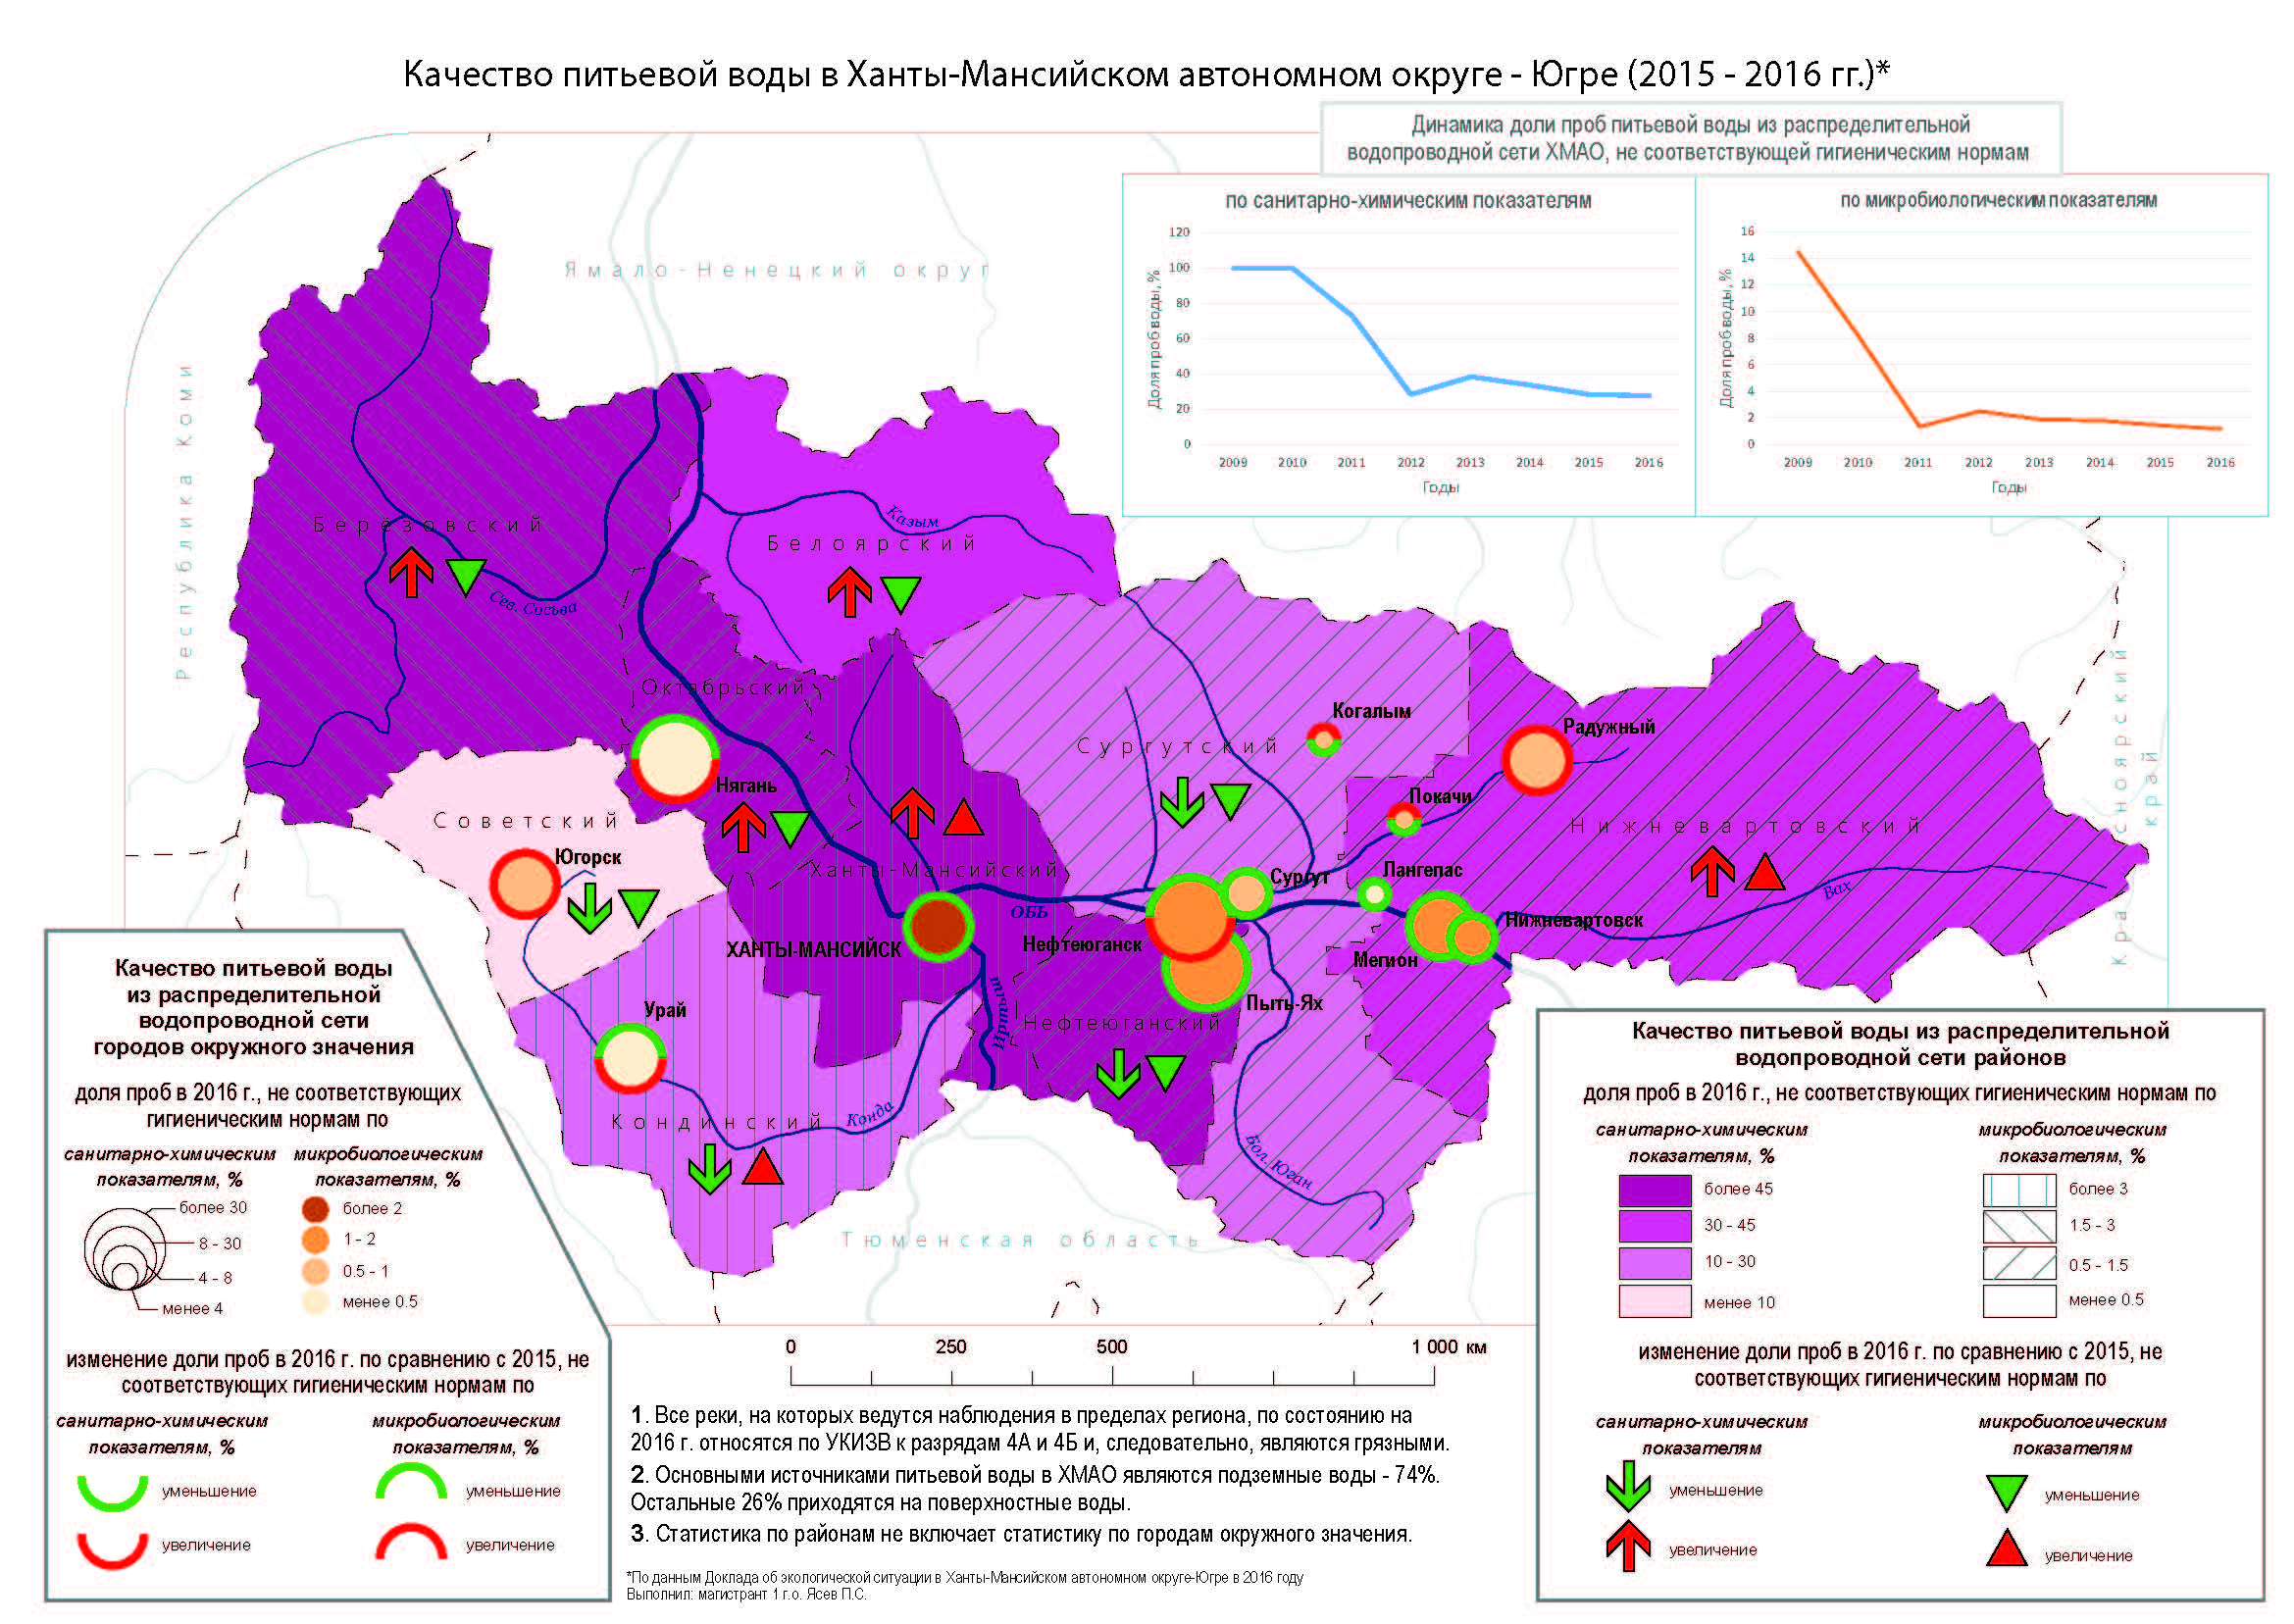 Качество питьевой воды в Ханты-Мансийском автономном округе - Югре (2015 - 2016 гг.)*
Динамика доли проб питьевой воды из распределительной
водопроводной сети ХМАО, не соответствующей гигиеническим нормам
по санитарно-химическим показателям
Доля проб воды, %
120
100
80
60
40
20
0
2009 2010 2011 2012 2013 2014 2015 2016
Годы
по микробиологическим показателям
Доля проб воды, %
16
14
12
10
8
6
4
2
0
2009 2010 2011 2012 2013 2014 2015 2016
Годы
Ямало-Ненецкий округ
Республика Коми
Красноярский
край
Тюменская область
Берёзовский
Сев. Сосьва
Белоярский
Казым
Октябрьский
Нягань
Советский
Югорск
Ханты-Мансийский
ХАНТЫ-МАНСИЙСК
ОБЬ
Иртыш
Урай
Кондинский
Конда
Сургутский
Когалым
Радужный
Покачи
Нижневартовский
Лангепас
Сургут
Вах
Нижневартовск
Нефтеюганск
Мегион
Пыть-Ях
Нефтеюганский
Бол. Юган
Качество питьевой воды
из распределительной
водопроводной сети
городов окружного значения
доля проб в 2016 г., не соответствующих
гигиеническим нормам по
санитарно-химическим
показателям, %
более 30
8 - 30
4 - 8
менее 4
микробиологическим
показателям, %
более 2
1 - 2
0.5 - 1
менее 0.5
изменение доли проб в 2016 г. по сравнению с 2015, не
соответствующих гигиеническим нормам по
санитарно-химическим
показателям, %
уменьшение
увеличение
микробиологическим
показателям, %
уменьшение
увеличение
0 250 500 1 000 км
1. Все реки, на которых ведутся наблюдения в пределах региона, по состоянию на
2016 г. относятся по УКИЗВ к разрядам 4А и 4Б и, следовательно, являются грязными.
2. Основными источниками питьевой воды в ХМАО являются подземные воды - 74%.
Остальные 26% приходятся на поверхностные воды.
3. Статистика по районам не включает статистику по городам окружного значения.
*По данным Доклада об экологической ситуации в Ханты-Мансийском автономном округе-Югре в 2016 году
Выполнил: магистрант 1 г.о. Ясев П.С.
Качество питьевой воды из распределительной
водопроводной сети районов
доля проб в 2016 г., не соответствующих гигиеническим нормам по
санитарно-химическим
показателям, %
более 45
30 - 45
10 - 30
менее 10
микробиологическим
показателям, %
более 3
1.5 - 3
0.5 - 1.5
менее 0.5
изменение доли проб в 2016 г. по сравнению с 2015, не
соответствующих гигиеническим нормам по
санитарно-химическим
показателям
уменьшение
увеличение
микробиологическим
показателям
уменьшение
увеличение